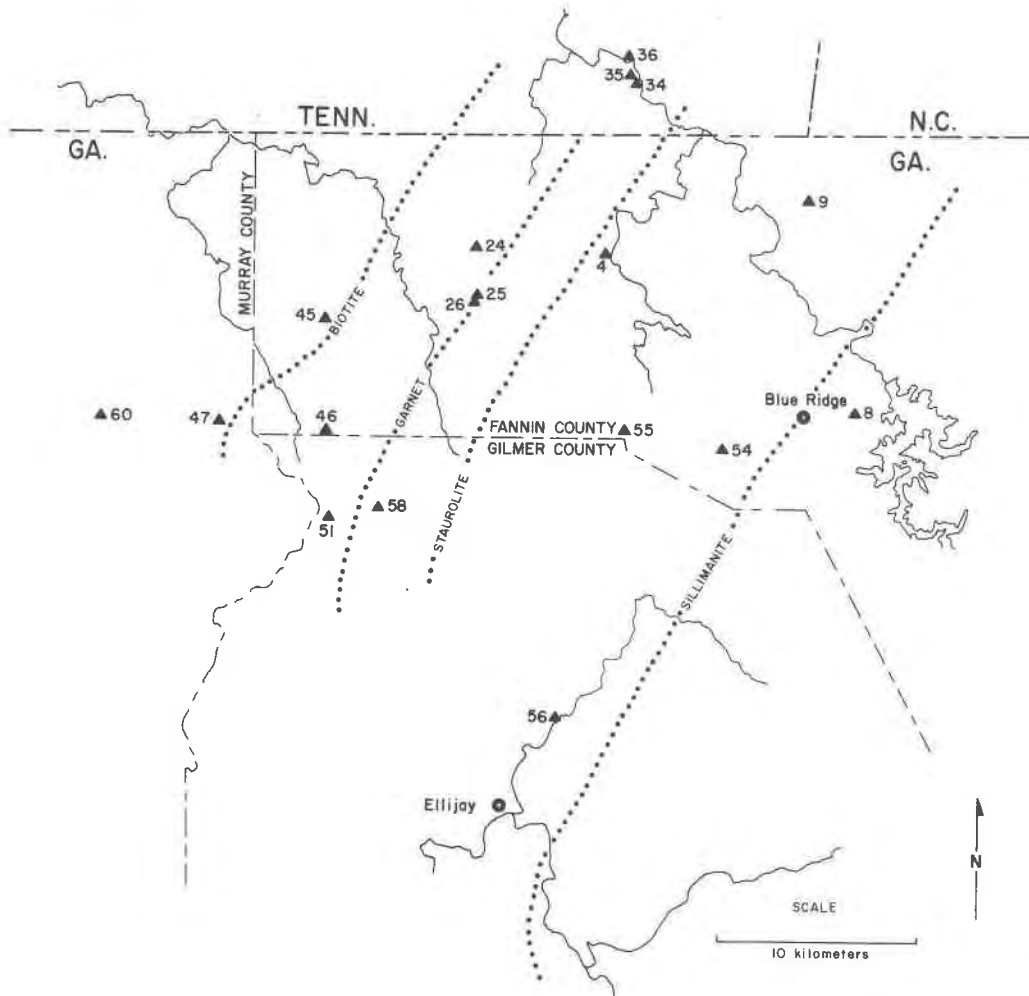 36
35
34
TENN.
N.C.
GA.
GA.
MURRAY COUNTY
9
24
4
25
26
45
BIOTITE
GARNET
Blue Ridge
60
47
46
8
FANNIN COUNTY
55
GILMER COUNTY
54
STAUROLITE
58
51
SILLIMANITE
56
Ellijay
N
SCALE
10 kilometers